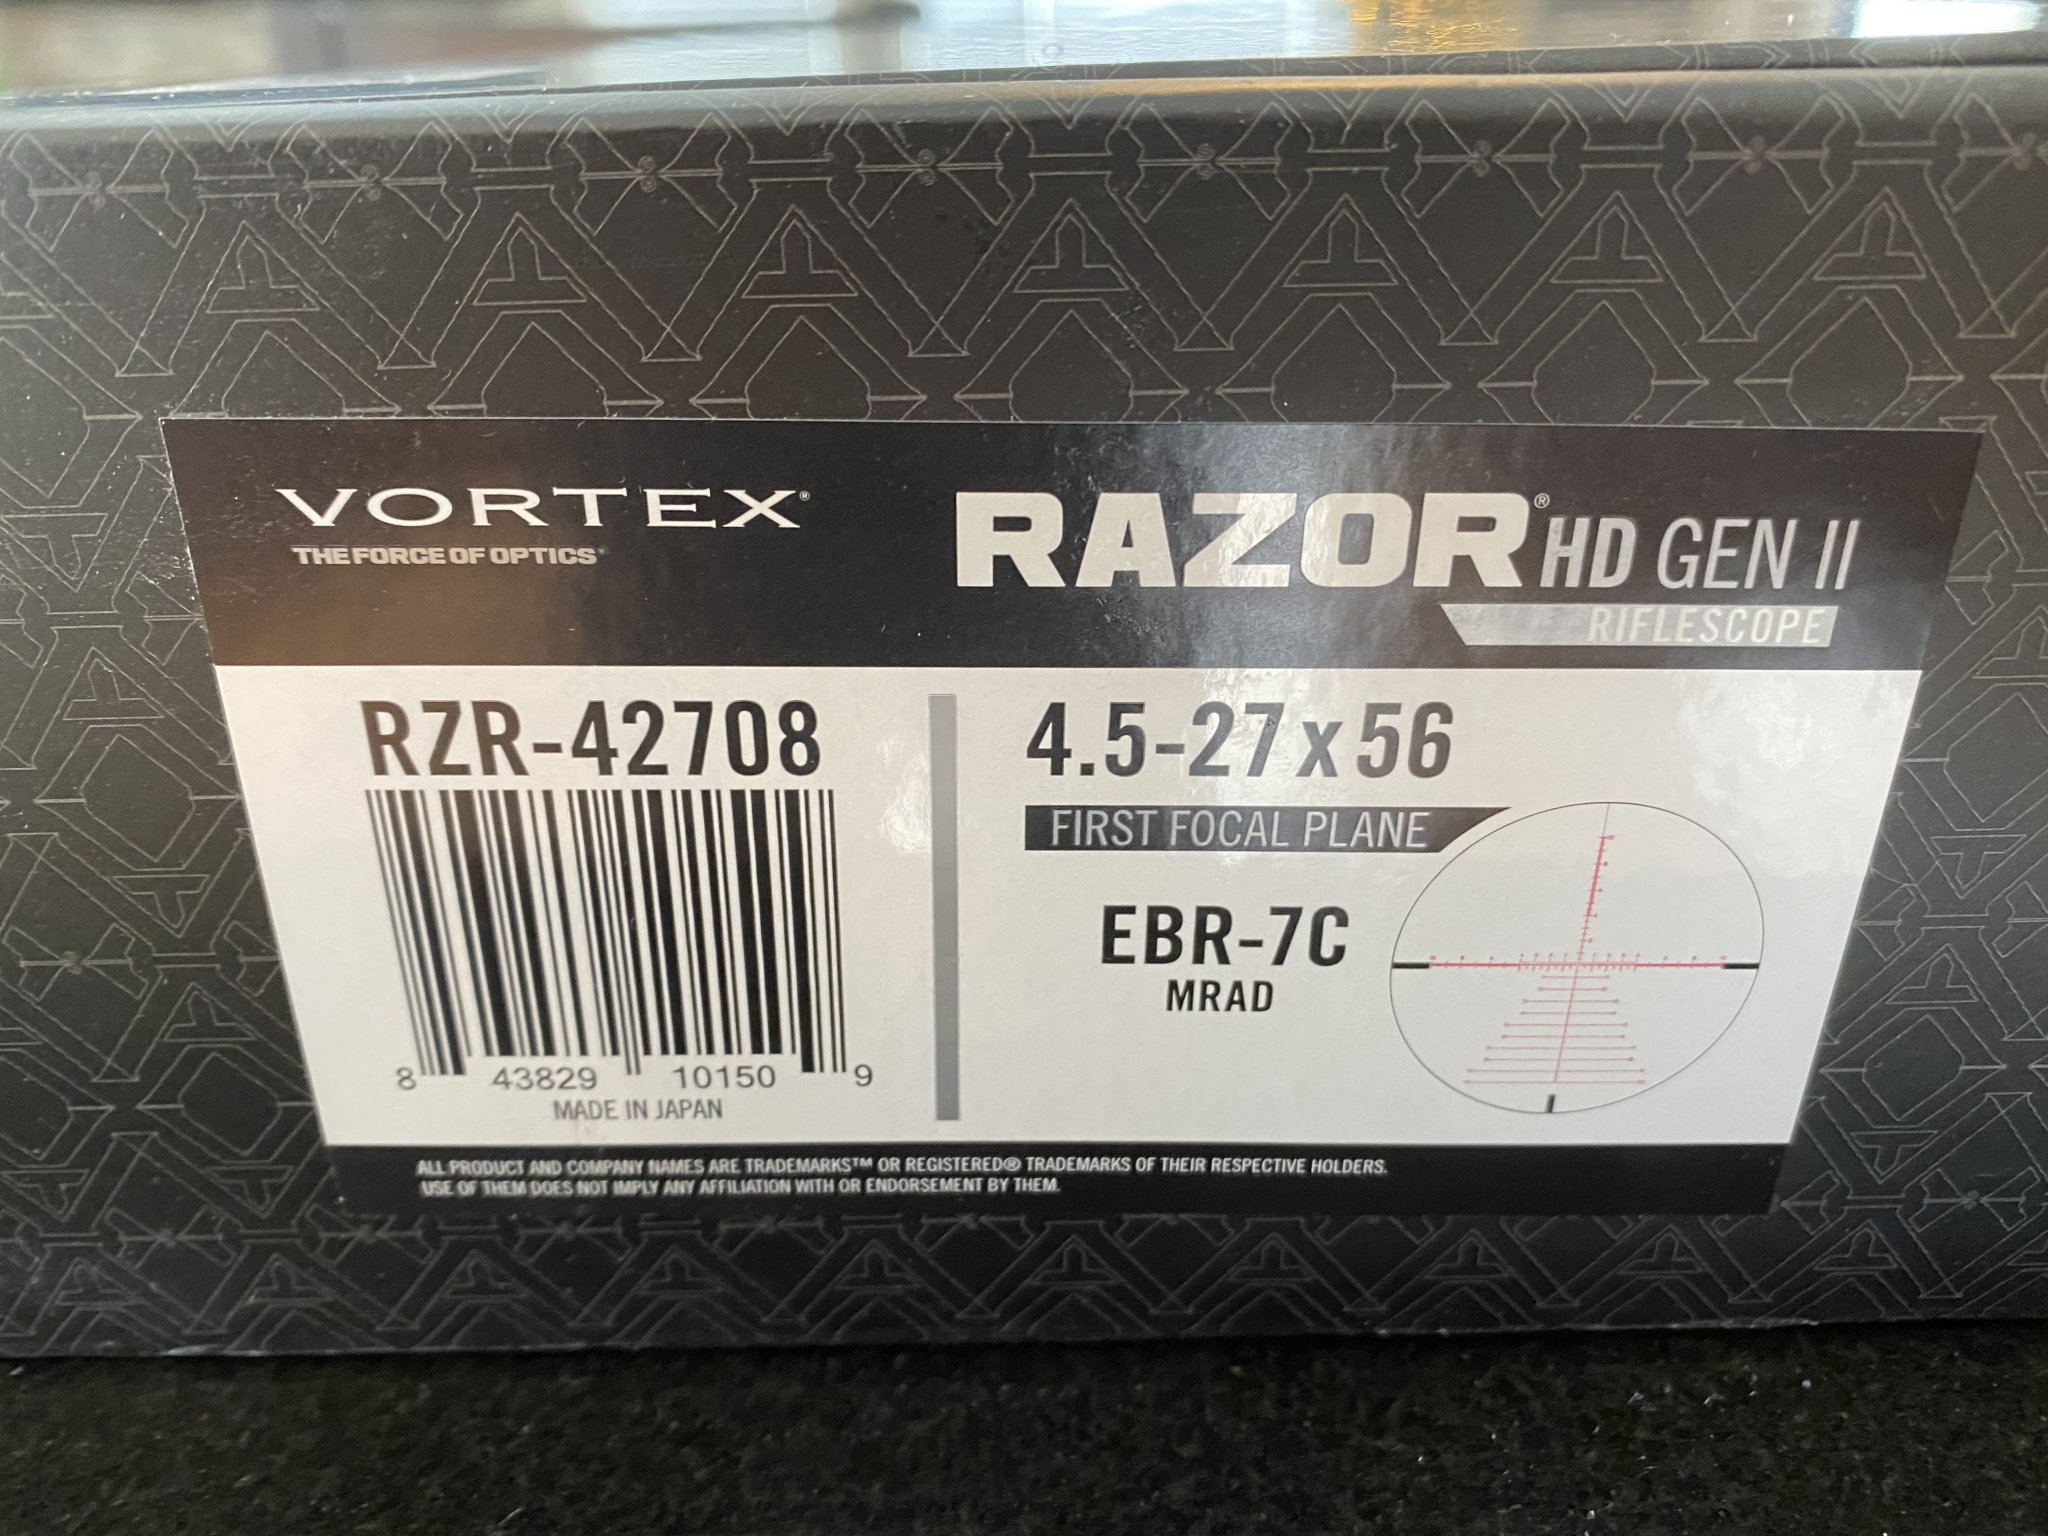 VORTEX®
THE FORCE OF OPTICS®
RAZOR® HD GEN II
RIFLESCOPE
RZR-42708
8 43829 10150 9
MADE IN JAPAN
4.5-27x56
FIRST FOCAL PLANE
EBR-7C
MRAD
ALL PRODUCT AND COMPANY NAMES ARE TRADEMARKS™ OR REGISTERED® TRADEMARKS OF THEIR RESPECTIVE HOLDERS.
USE OF THEM DOES NOT IMPLY ANY AFFILIATION WITH OR ENDORSEMENT BY THEM.